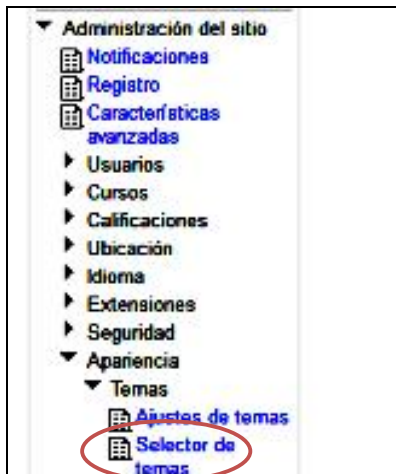 Administración del sitio
Notificaciones
Registro
Características
avanzadas
Usuarios
Cursos
Calificaciones
Ubicación
Idioma
Extensiones
Seguridad
Apariencia
Temas
Ajustes de temas
Selector de
temas